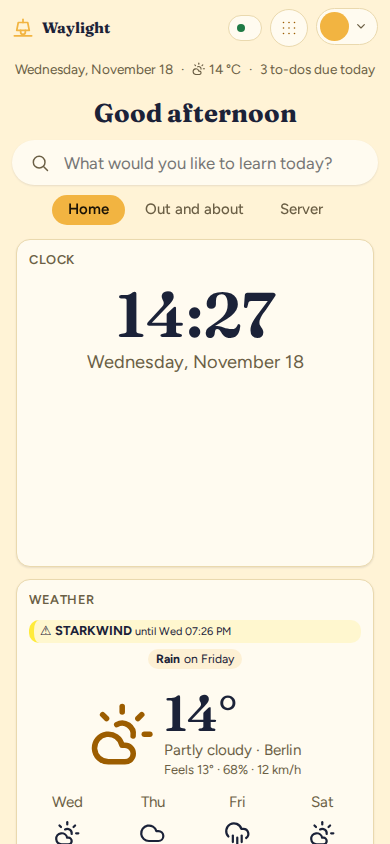 Waylight
Wednesday, November 18 · 14 °C · 3 to-dos due today
Good afternoon
What would you like to learn today?
Home Out and about Server
CLOCK
14:27
Wednesday, November 18
WEATHER
⚠ STARKWIND until Wed 07:26 PM
Rain on Friday
14°
Partly cloudy · Berlin
Feels 13° · 68% · 12 km/h
Wed Thu Fri Sat